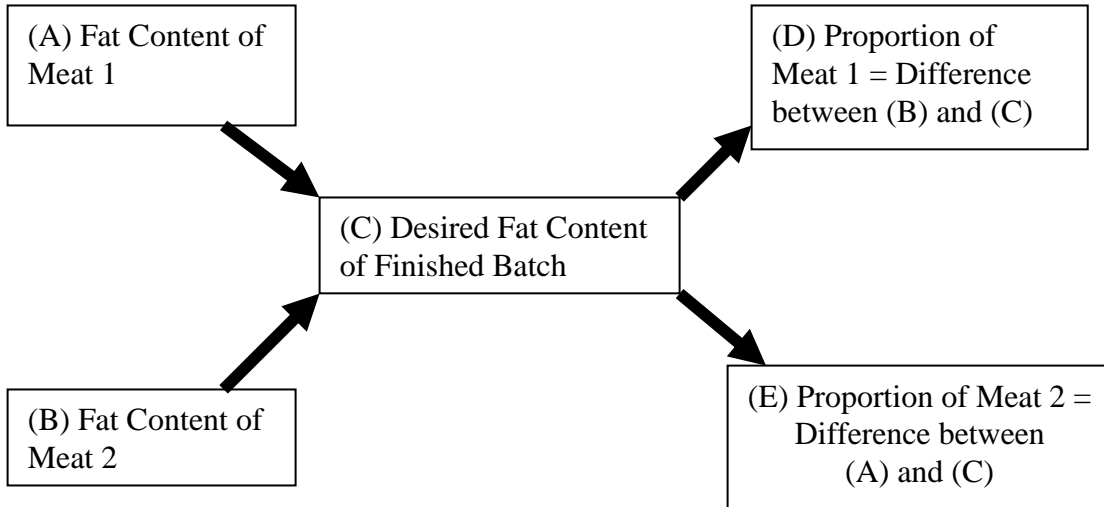 (A) Fat Content of
Meat 1
(D) Proportion of
Meat 1 = Difference
between (B) and (C)
(C) Desired Fat Content
of Finished Batch
(B) Fat Content of
Meat 2
(E) Proportion of Meat 2 =
Difference between
(A) and (C)